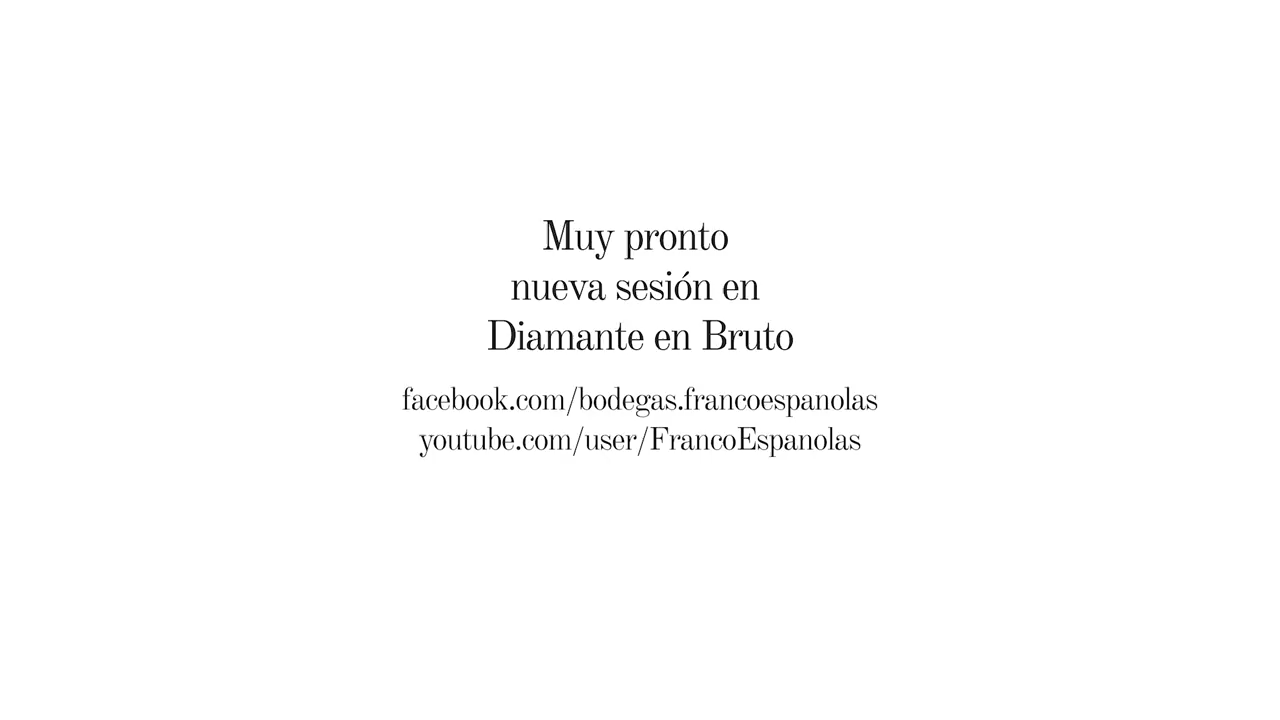 Muy pronto
nueva sesión en
Diamante en Bruto
facebook.com/bodegas.francoespanolas
youtube.com/user/FrancoEspanolas